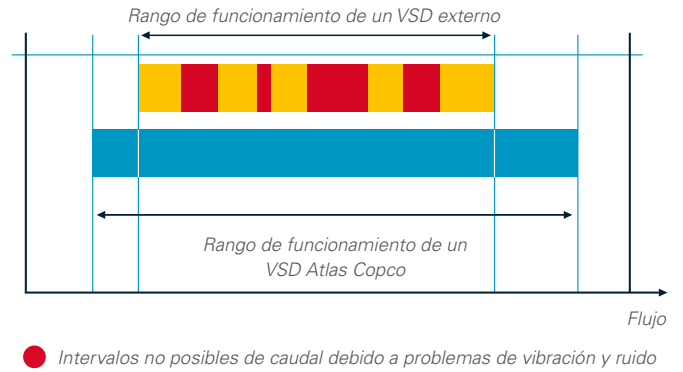 Rango de funcionamiento de un VSD externo
Rango de funcionamiento de un
VSD Atlas Copco
Flujo
Intervalos no posibles de caudal debido a problemas de vibración y ruido